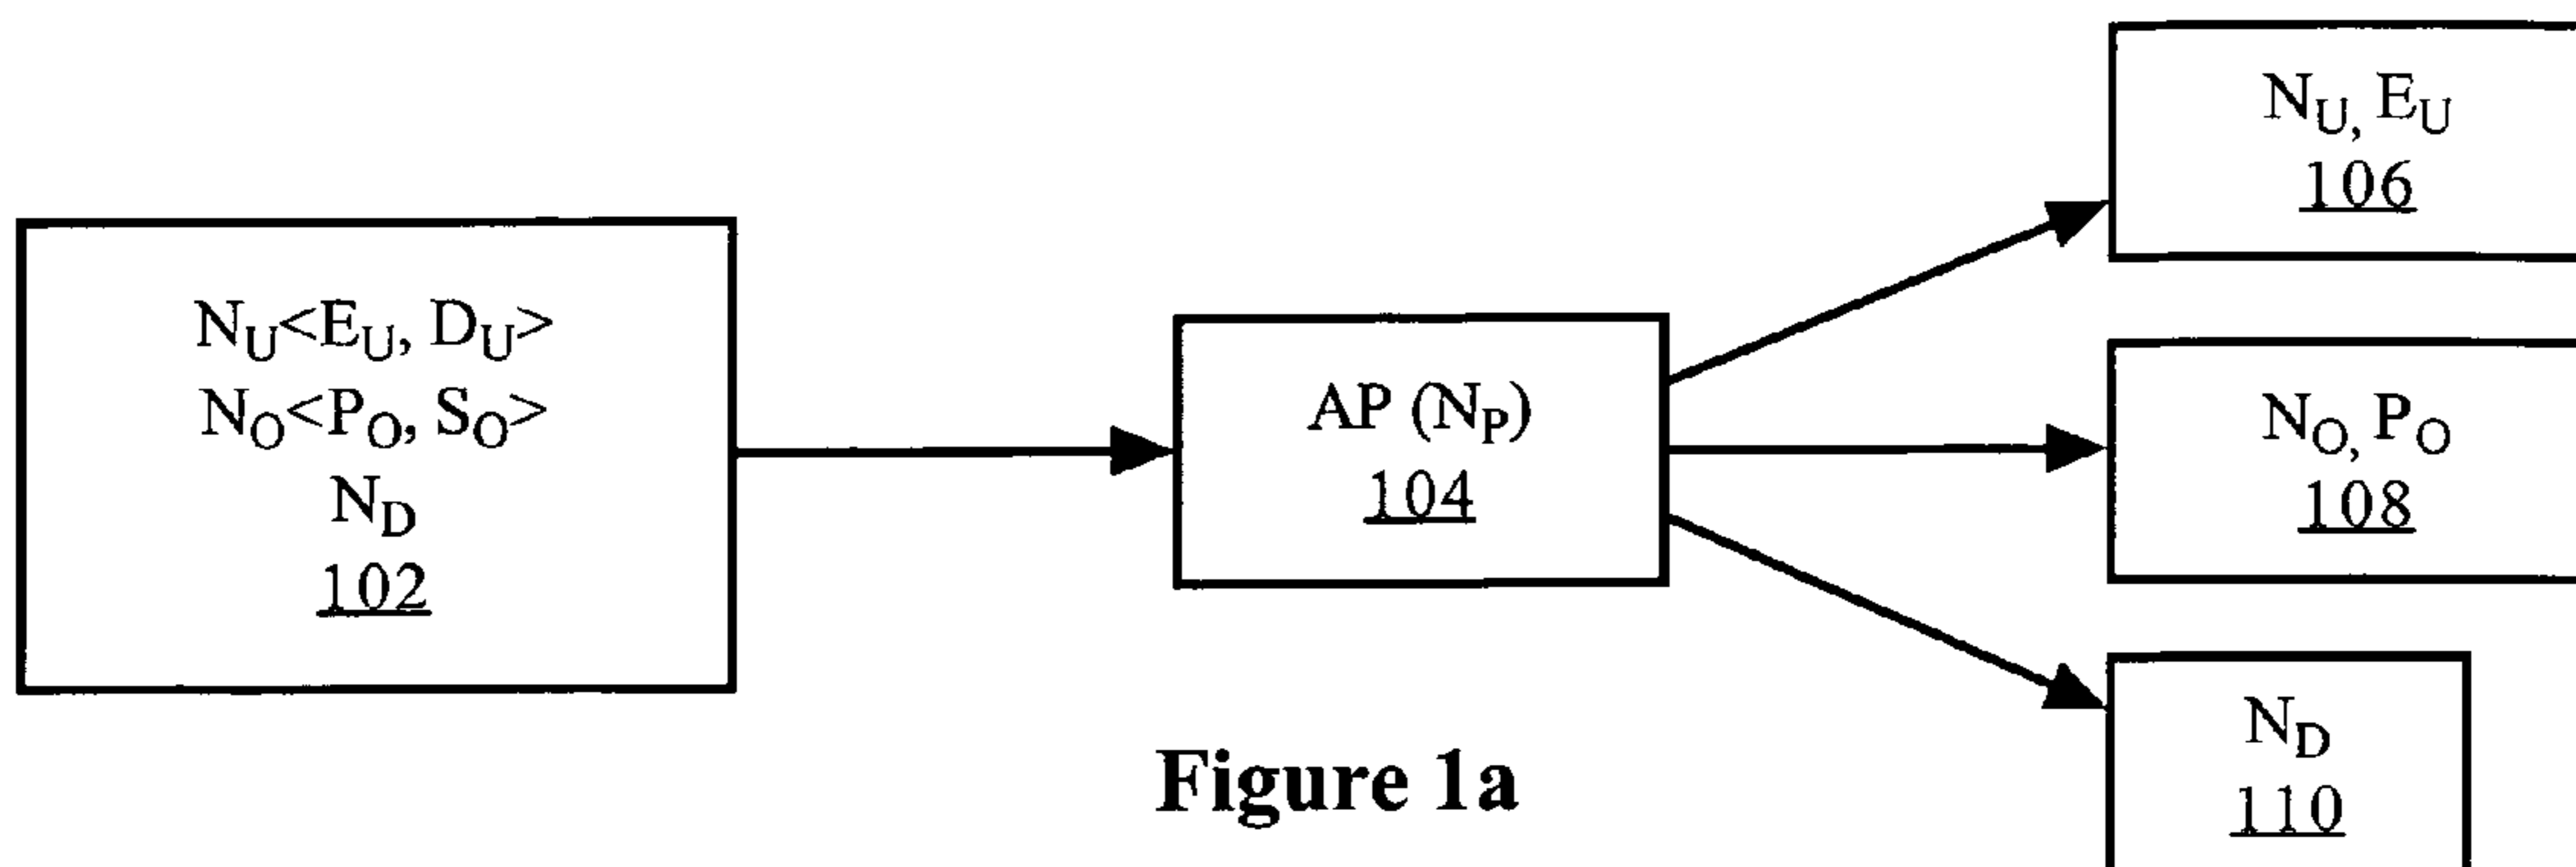 N_U<E_U, D_U>
N_O<P_O, S_O>
N_D
102
AP (N_P)
104
N_U, E_U
106
N_O, P_O
108
N_D
110
Figure 1a